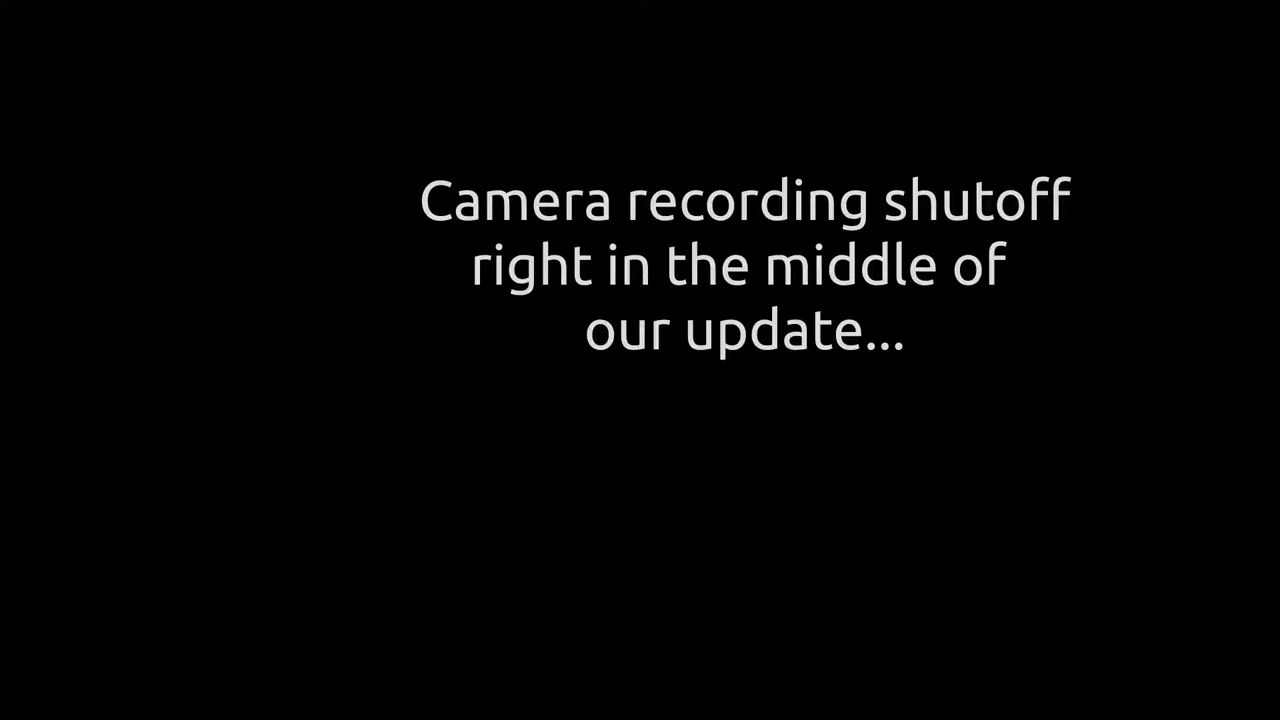 Camera recording shutoff
right in the middle of
our update...